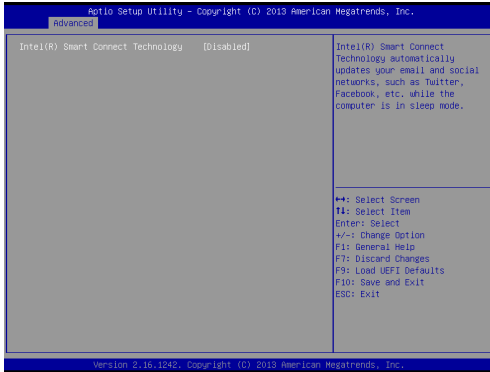 Aptio Setup Utility – Copyright (C) 2013 American Megatrends, Inc.
Advanced
Intel(R) Smart Connect Technology [Disabled]
Intel(R) Smart Connect
Technology automatically
updates your email and social
networks, such as Twitter,
Facebook, etc. while the
computer is in sleep mode.
↔: Select Screen
↑↓: Select Item
Enter: Select
+/-: Change Option
F1: General Help
F7: Discard Changes
F9: Load UEFI Defaults
F10: Save and Exit
ESC: Exit
Version 2.16.1242. Copyright (C) 2013 American Megatrends, Inc.